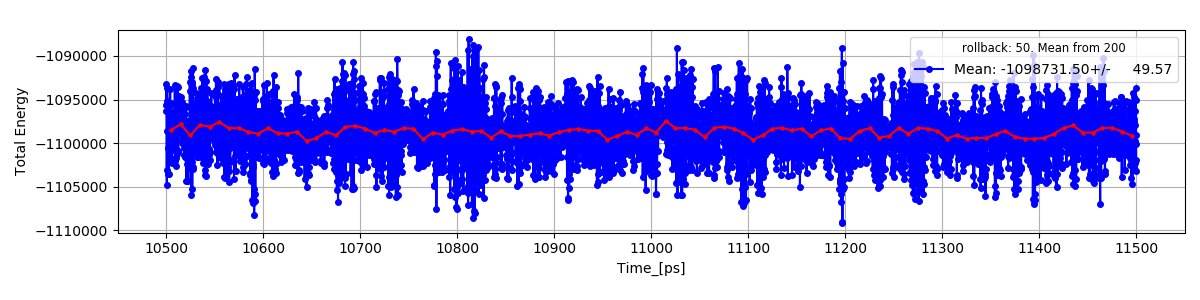 rollback: 50. Mean from 200
Mean: -1098731.50+/- 49.57
Total Energy
−1090000
−1095000
−1100000
−1105000
−1110000
10500 10600 10700 10800 10900 11000 11100 11200 11300 11400 11500
Time_[ps]